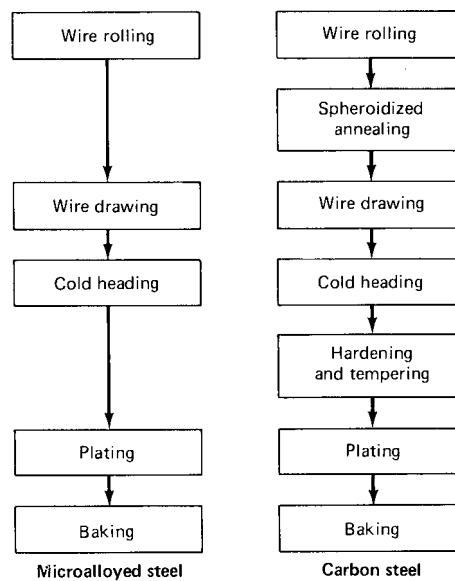 Wire rolling
Wire drawing
Cold heading
Plating
Baking
Microalloyed steel
Wire rolling
Spheroidized
annealing
Wire drawing
Cold heading
Hardening
and tempering
Plating
Baking
Carbon steel